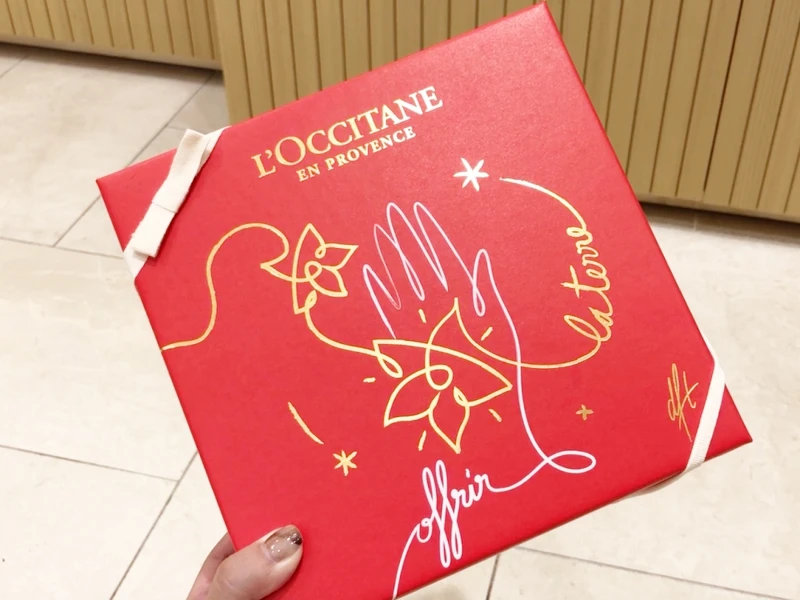 L'OCCITANE
EN PROVENCE
la terre
offrir